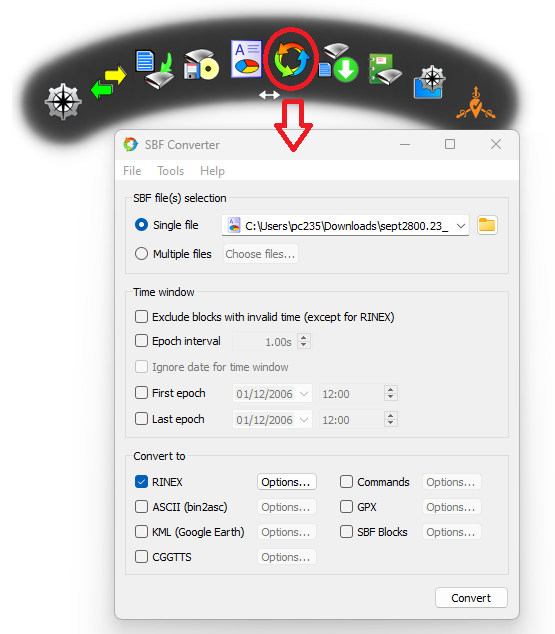 A
SBF Converter
File Tools Help
SBF file(s) selection
Single file C:\Users\pc235\Downloads\sept2800.23_
Multiple files Choose files...
Time window
Exclude blocks with invalid time (except for RINEX)
Epoch interval 1.00s
Ignore date for time window
First epoch 01/12/2006 12:00
Last epoch 01/12/2006 12:00
Convert to
RINEX Options... Commands Options...
ASCII (bin2asc) Options... GPX Options...
KML (Google Earth) Options... SBF Blocks Options...
CGGTTS Options...
Convert